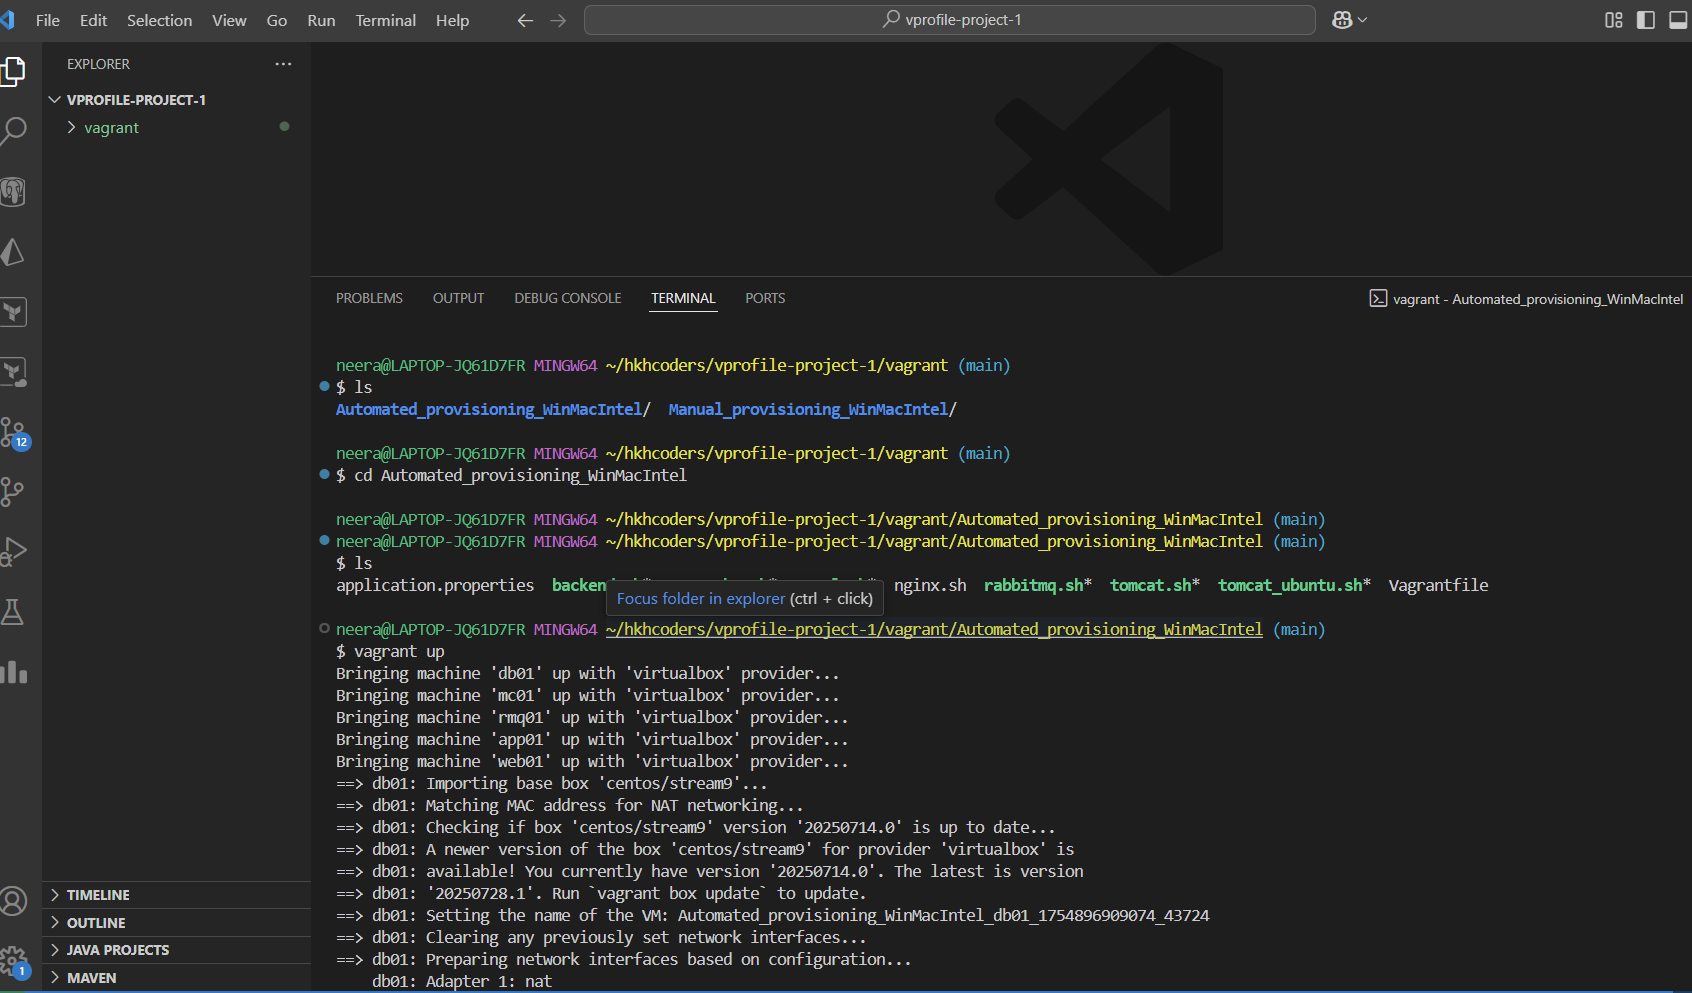 File Edit Selection View Go Run Terminal Help
vprofile-project-1
EXPLORER
VPROFILE-PROJECT-1
vagrant
12
1
TIMELINE
OUTLINE
JAVA PROJECTS
MAVEN
PROBLEMS OUTPUT DEBUG CONSOLE TERMINAL PORTS
vagrant - Automated_provisioning_WinMacIntel
neera@LAPTOP-JQ61D7FR MINGW64 ~/hkhcoders/vprofile-project-1/vagrant (main)
$ ls
Automated_provisioning_WinMacIntel/ Manual_provisioning_WinMacIntel/
neera@LAPTOP-JQ61D7FR MINGW64 ~/hkhcoders/vprofile-project-1/vagrant (main)
$ cd Automated_provisioning_WinMacIntel
neera@LAPTOP-JQ61D7FR MINGW64 ~/hkhcoders/vprofile-project-1/vagrant/Automated_provisioning_WinMacIntel (main)
neera@LAPTOP-JQ61D7FR MINGW64 ~/hkhcoders/vprofile-project-1/vagrant/Automated_provisioning_WinMacIntel (main)
$ ls
application.properties nginx.sh rabbitmq.sh* tomcat.sh* tomcat_ubuntu.sh* Vagrantfile
Focus folder in explorer (ctrl + click)
neera@LAPTOP-JQ61D7FR MINGW64 ~/hkhcoders/vprofile-project-1/vagrant/Automated_provisioning_WinMacIntel (main)
$ vagrant up
Bringing machine 'db01' up with 'virtualbox' provider...
Bringing machine 'mc01' up with 'virtualbox' provider...
Bringing machine 'rmq01' up with 'virtualbox' provider...
Bringing machine 'app01' up with 'virtualbox' provider...
Bringing machine 'web01' up with 'virtualbox' provider...
==> db01: Importing base box 'centos/stream9'...
==> db01: Matching MAC address for NAT networking...
==> db01: Checking if box 'centos/stream9' version '20250714.0' is up to date...
==> db01: A newer version of the box 'centos/stream9' for provider 'virtualbox' is
==> db01: available! You currently have version '20250714.0'. The latest is version
==> db01: '20250728.1'. Run `vagrant box update` to update.
==> db01: Setting the name of the VM: Automated_provisioning_WinMacIntel_db01_1754896909074_43724
==> db01: Clearing any previously set network interfaces...
==> db01: Preparing network interfaces based on configuration...
db01: Adapter 1: nat